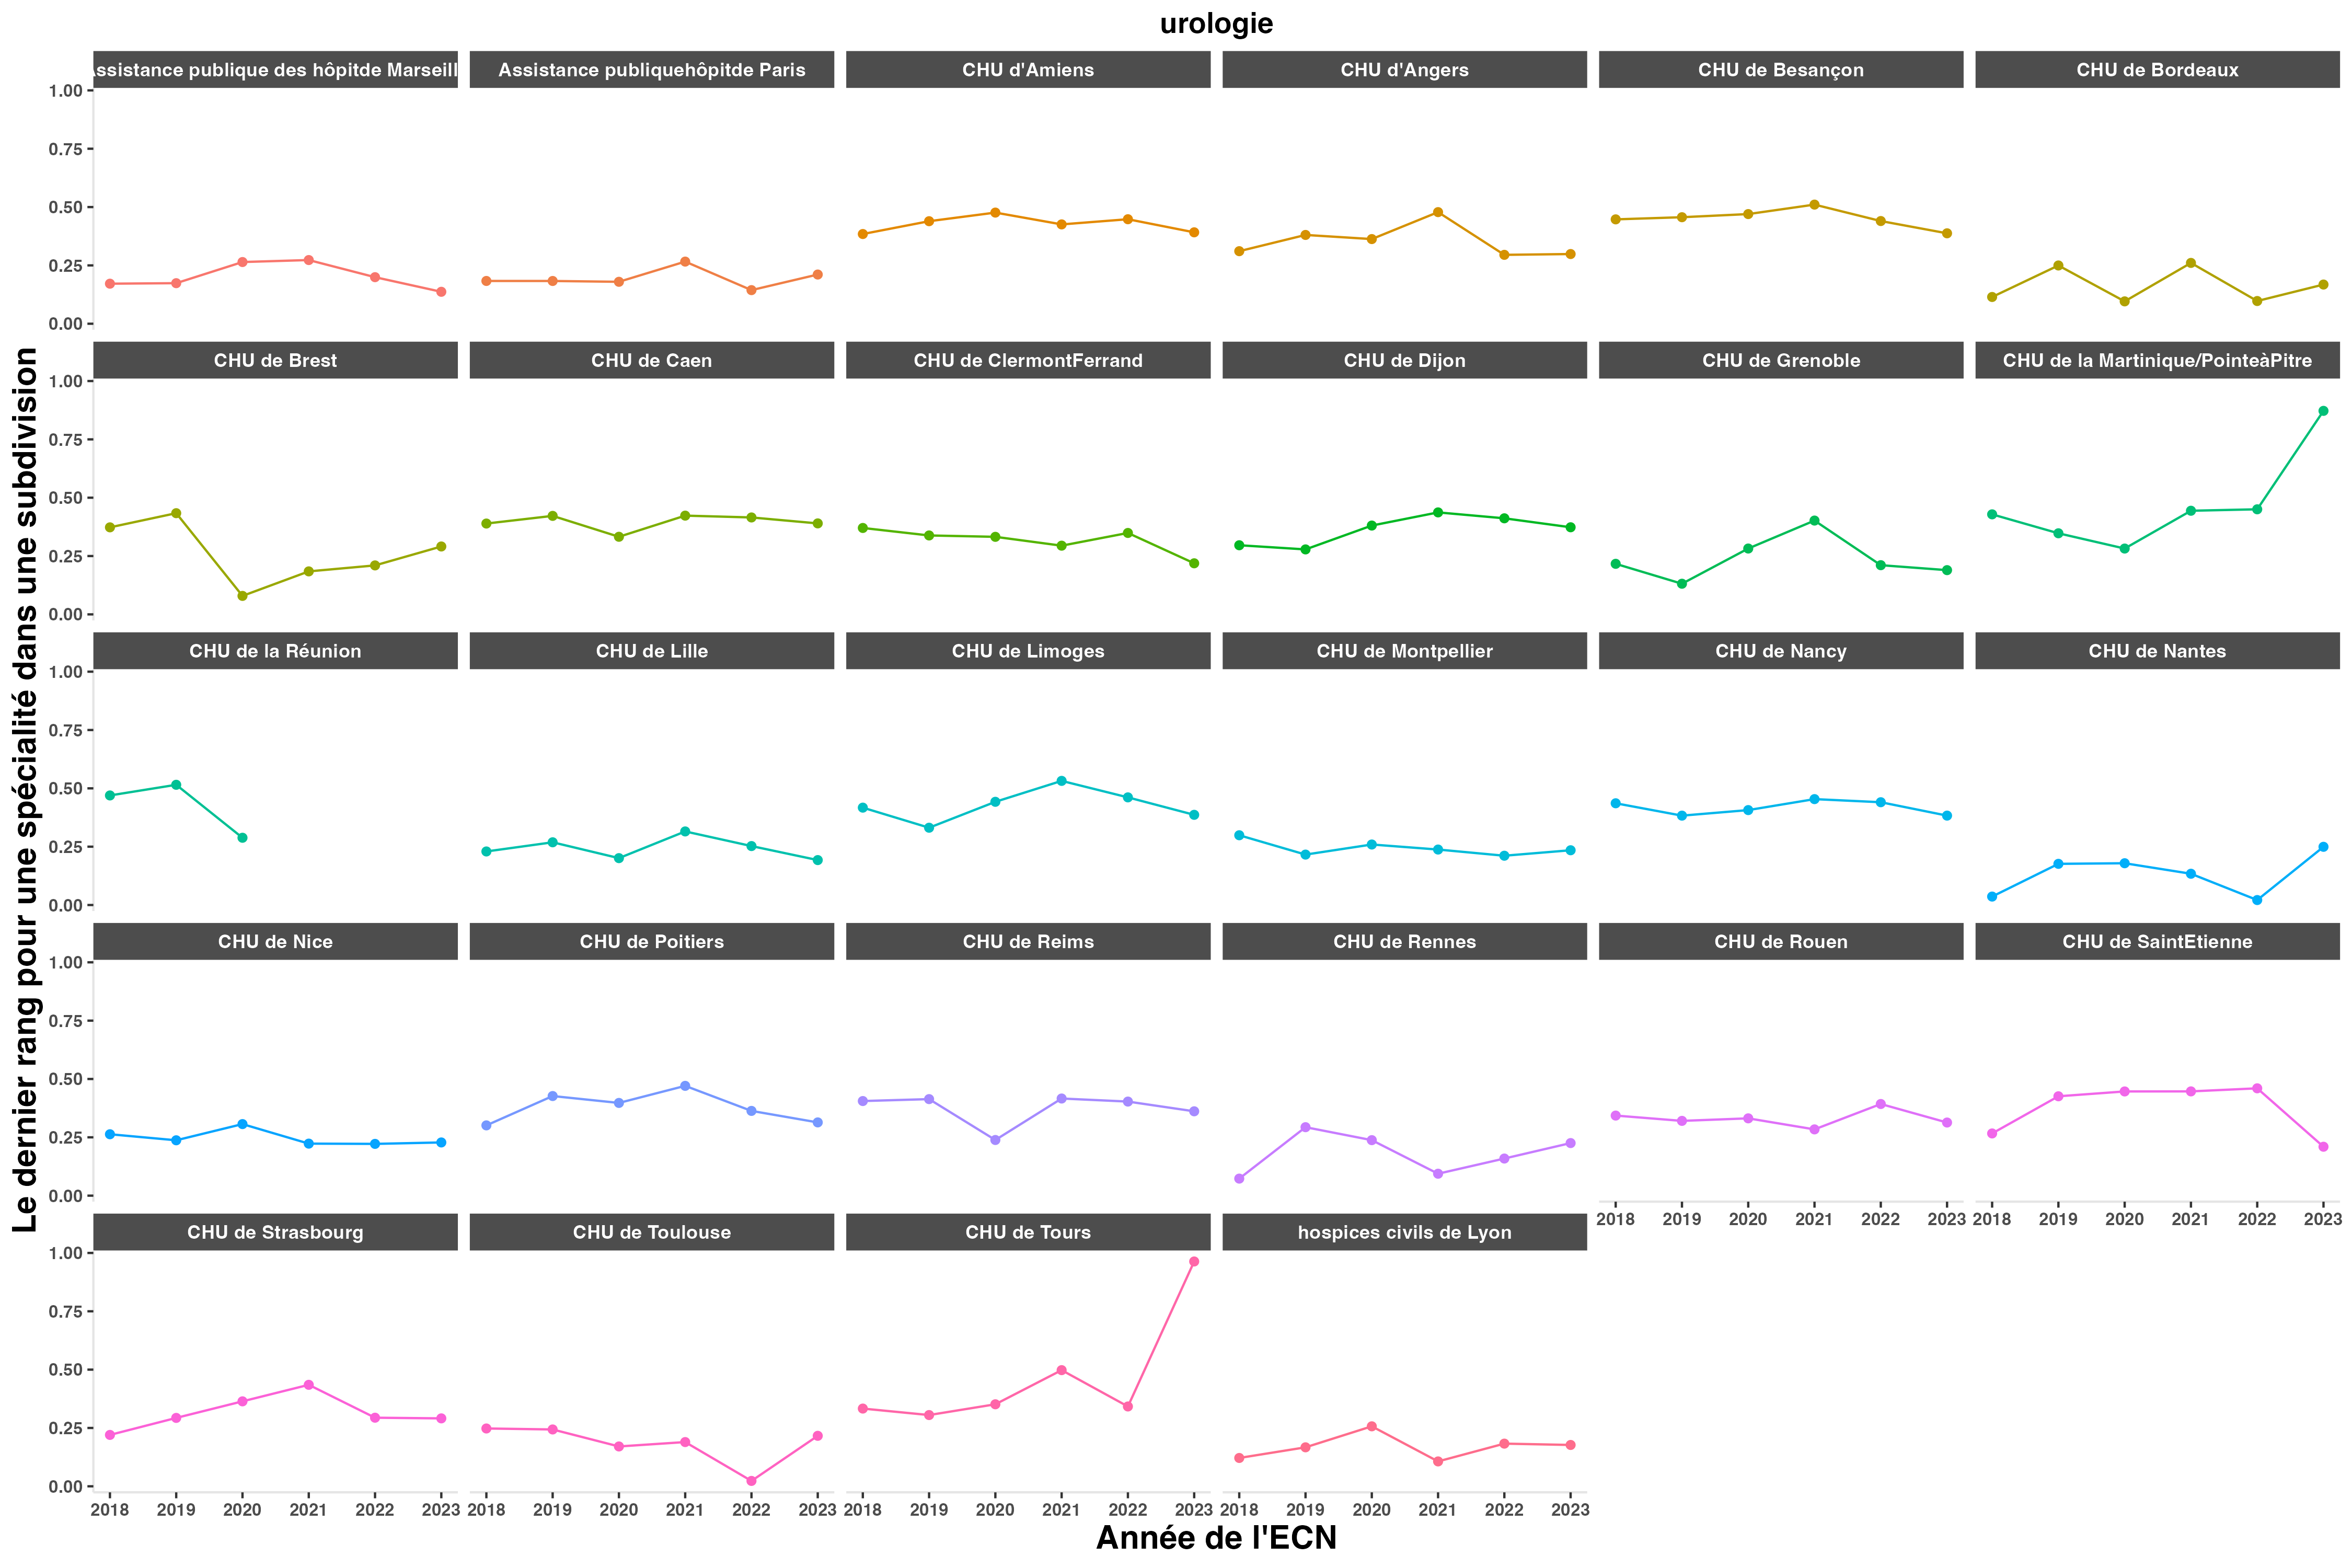 urologie
ssistance publique des hôpitde Marseill
Assistance publiquehôpitde Paris
CHU d'Amiens
CHU d'Angers
CHU de Besançon
CHU de Bordeaux
1.00
0.75
0.50
0.25
0.00
CHU de Brest
CHU de Caen
CHU de ClermontFerrand
CHU de Dijon
CHU de Grenoble
CHU de la Martinique/PointeàPitre
1.00
0.75
0.50
0.25
0.00
CHU de la Réunion
CHU de Lille
CHU de Limoges
CHU de Montpellier
CHU de Nancy
CHU de Nantes
1.00
0.75
0.50
0.25
0.00
CHU de Nice
CHU de Poitiers
CHU de Reims
CHU de Rennes
CHU de Rouen
CHU de SaintEtienne
1.00
0.75
0.50
0.25
0.00
2018 2019 2020 2021 2022 2023
2018 2019 2020 2021 2022 2023
CHU de Strasbourg
CHU de Toulouse
CHU de Tours
hospices civils de Lyon
1.00
0.75
0.50
0.25
0.00
2018 2019 2020 2021 2022 2023
2018 2019 2020 2021 2022 2023
2018 2019 2020 2021 2022 2023
2018 2019 2020 2021 2022 2023
Année de l'ECN
Le dernier rang pour une spécialité dans une subdivision